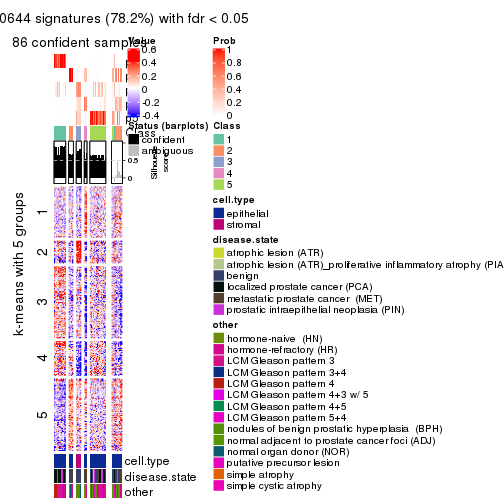 0644 signatures (78.2%) with fdr < 0.05
86 confident samples
k-means with 5 groups
1
2
3
4
5
Class
1
0.5
0
Silhouette
score
cell.type
disease.state
other
Value
0.6
0.4
0.2
0
-0.2
-0.4
Status (barplots)
confident
ambiguous
Prob
1
0.8
0.6
0.4
0.2
0
Class
1
2
3
4
5
cell.type
epithelial
stromal
disease.state
atrophic lesion (ATR)
atrophic lesion (ATR)_proliferative inflammatory atrophy (PIA
benign
localized prostate cancer (PCA)
metastatic prostate cancer (MET)
prostatic intraepithelial neoplasia (PIN)
other
hormone-naive (HN)
hormone-refractory (HR)
LCM Gleason pattern 3
LCM Gleason pattern 3+4
LCM Gleason pattern 4
LCM Gleason pattern 4+3 w/ 5
LCM Gleason pattern 4+5
LCM Gleason pattern 5+4
nodules of benign prostatic hyperplasia (BPH)
normal adjacent to prostate cancer foci (ADJ)
normal organ donor (NOR)
putative precursor lesion
simple atrophy
simple cystic atrophy